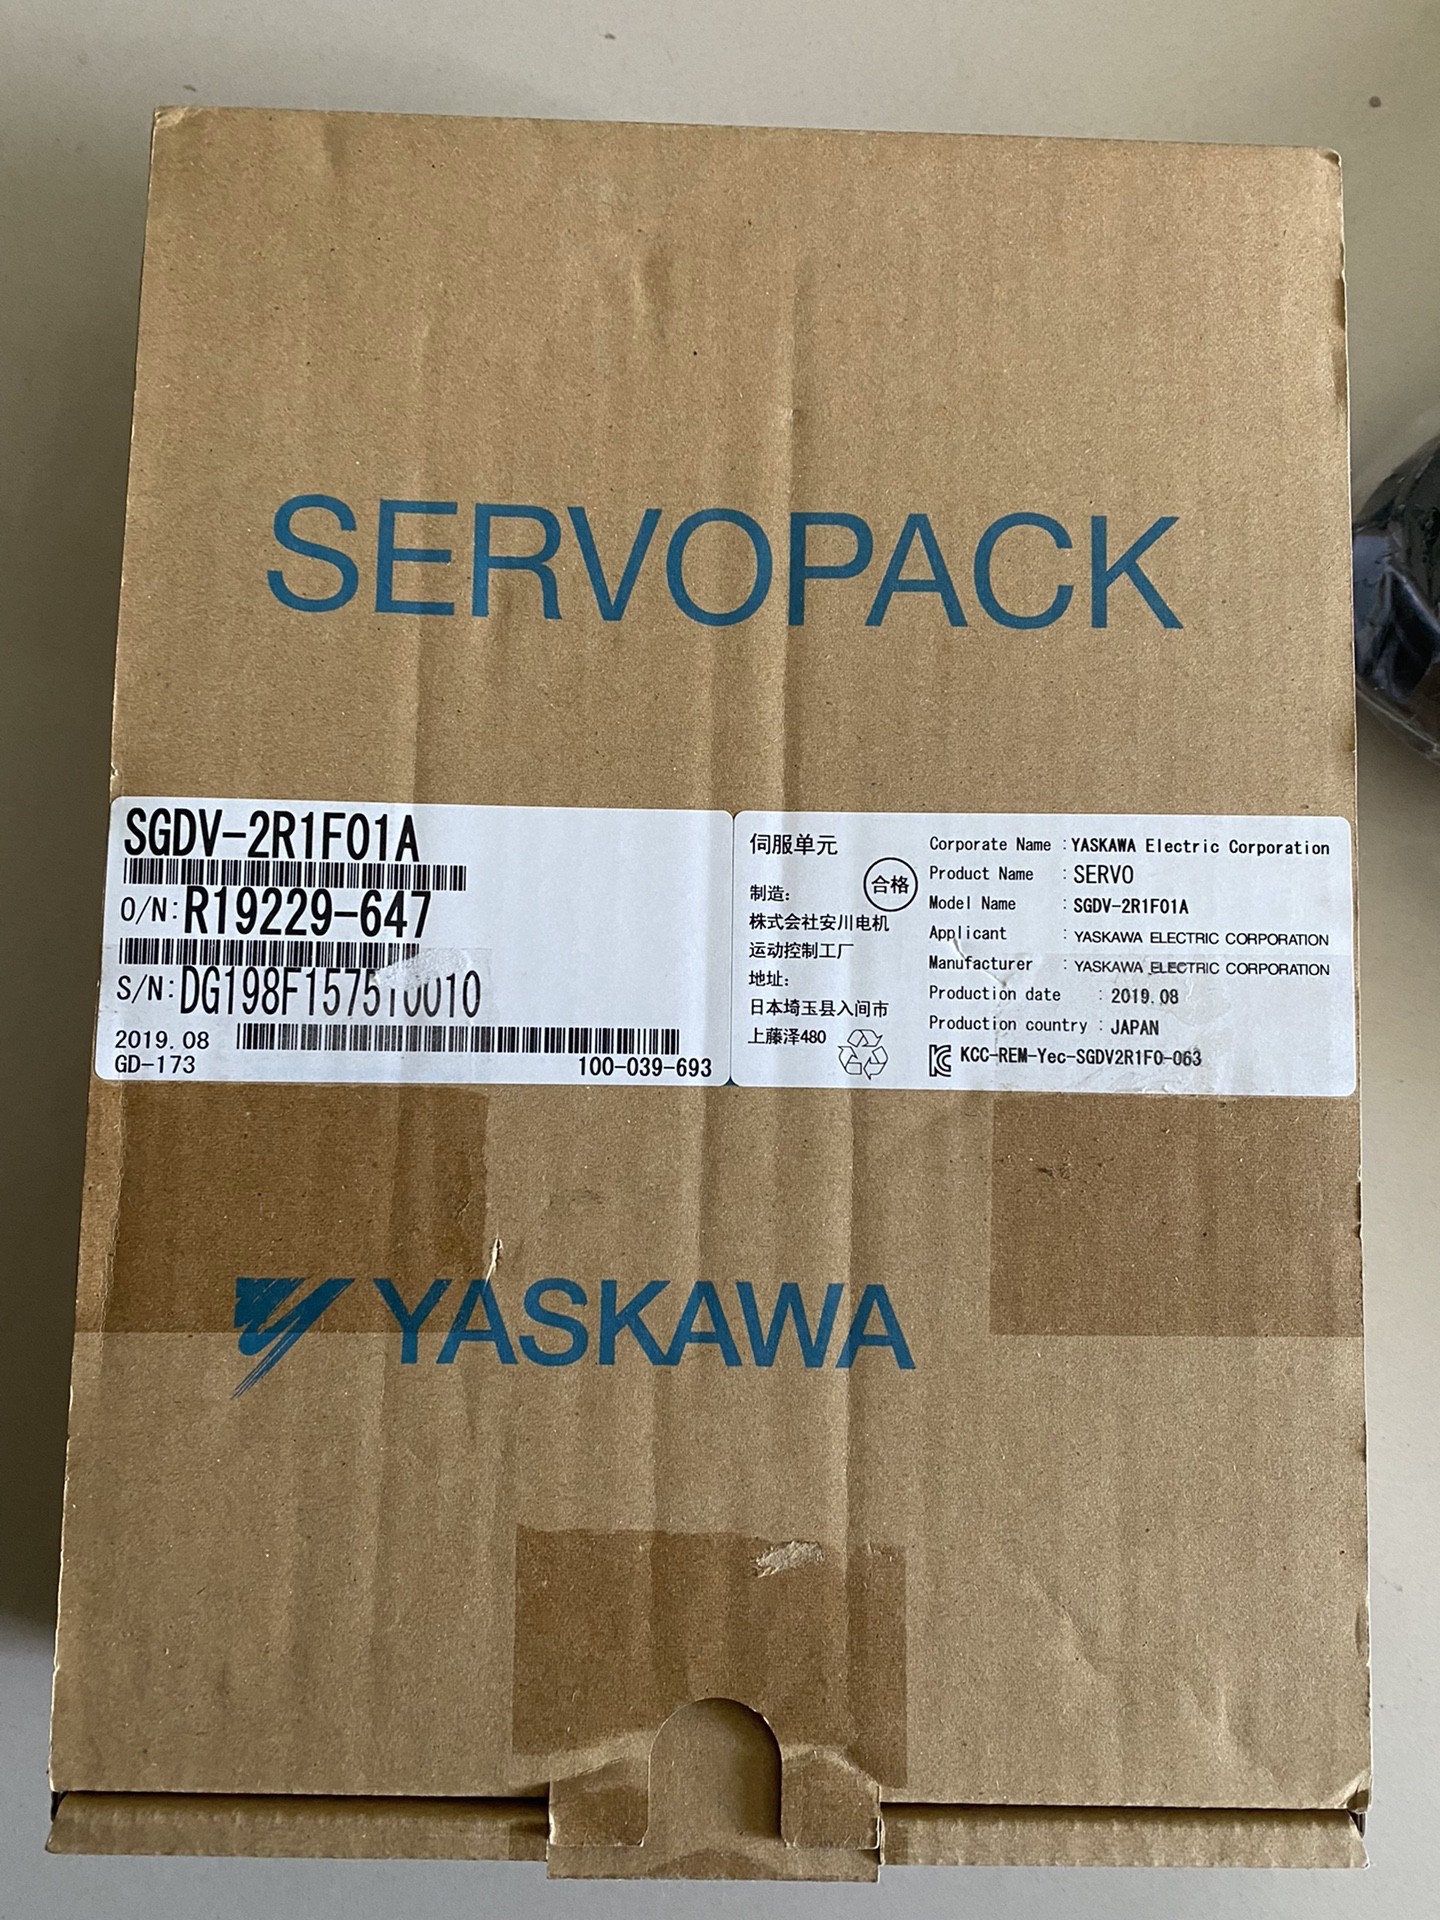 SERVOPACK
SGDV-2R1F01A
O/N:R19229-647
S/N:DG198F157510010
2019.08
GD-173
100-039-693
伺服单元
合格
制造:
株式会社安川电机
运动控制工厂
地址:
日本埼玉县入间市
上藤泽480
Corporate Name :YASKAWA Electric Corporation
Product Name : SERVO
Model Name : SGDV-2R1F01A
Applicant : YASKAWA ELECTRIC CORPORATION
Manufacturer : YASKAWA ELECTRIC CORPORATION
Production date : 2019.08
Production country : JAPAN
KCC-REM-Yec-SGDV2R1F0-063
YASKAWA